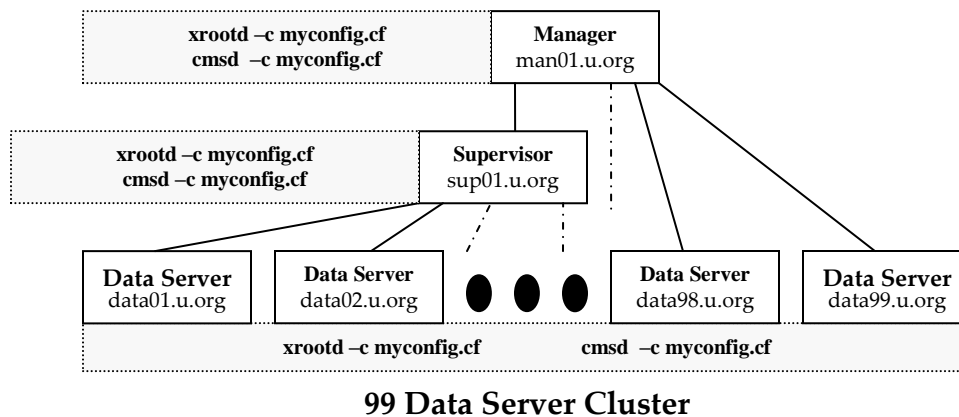 xrootd –c myconfig.cf
cmsd –c myconfig.cf
Manager
man01.u.org
xrootd –c myconfig.cf
cmsd –c myconfig.cf
Supervisor
sup01.u.org
Data Server
data01.u.org
Data Server
data02.u.org
Data Server
data98.u.org
Data Server
data99.u.org
xrootd –c myconfig.cf cmsd –c myconfig.cf
99 Data Server Cluster